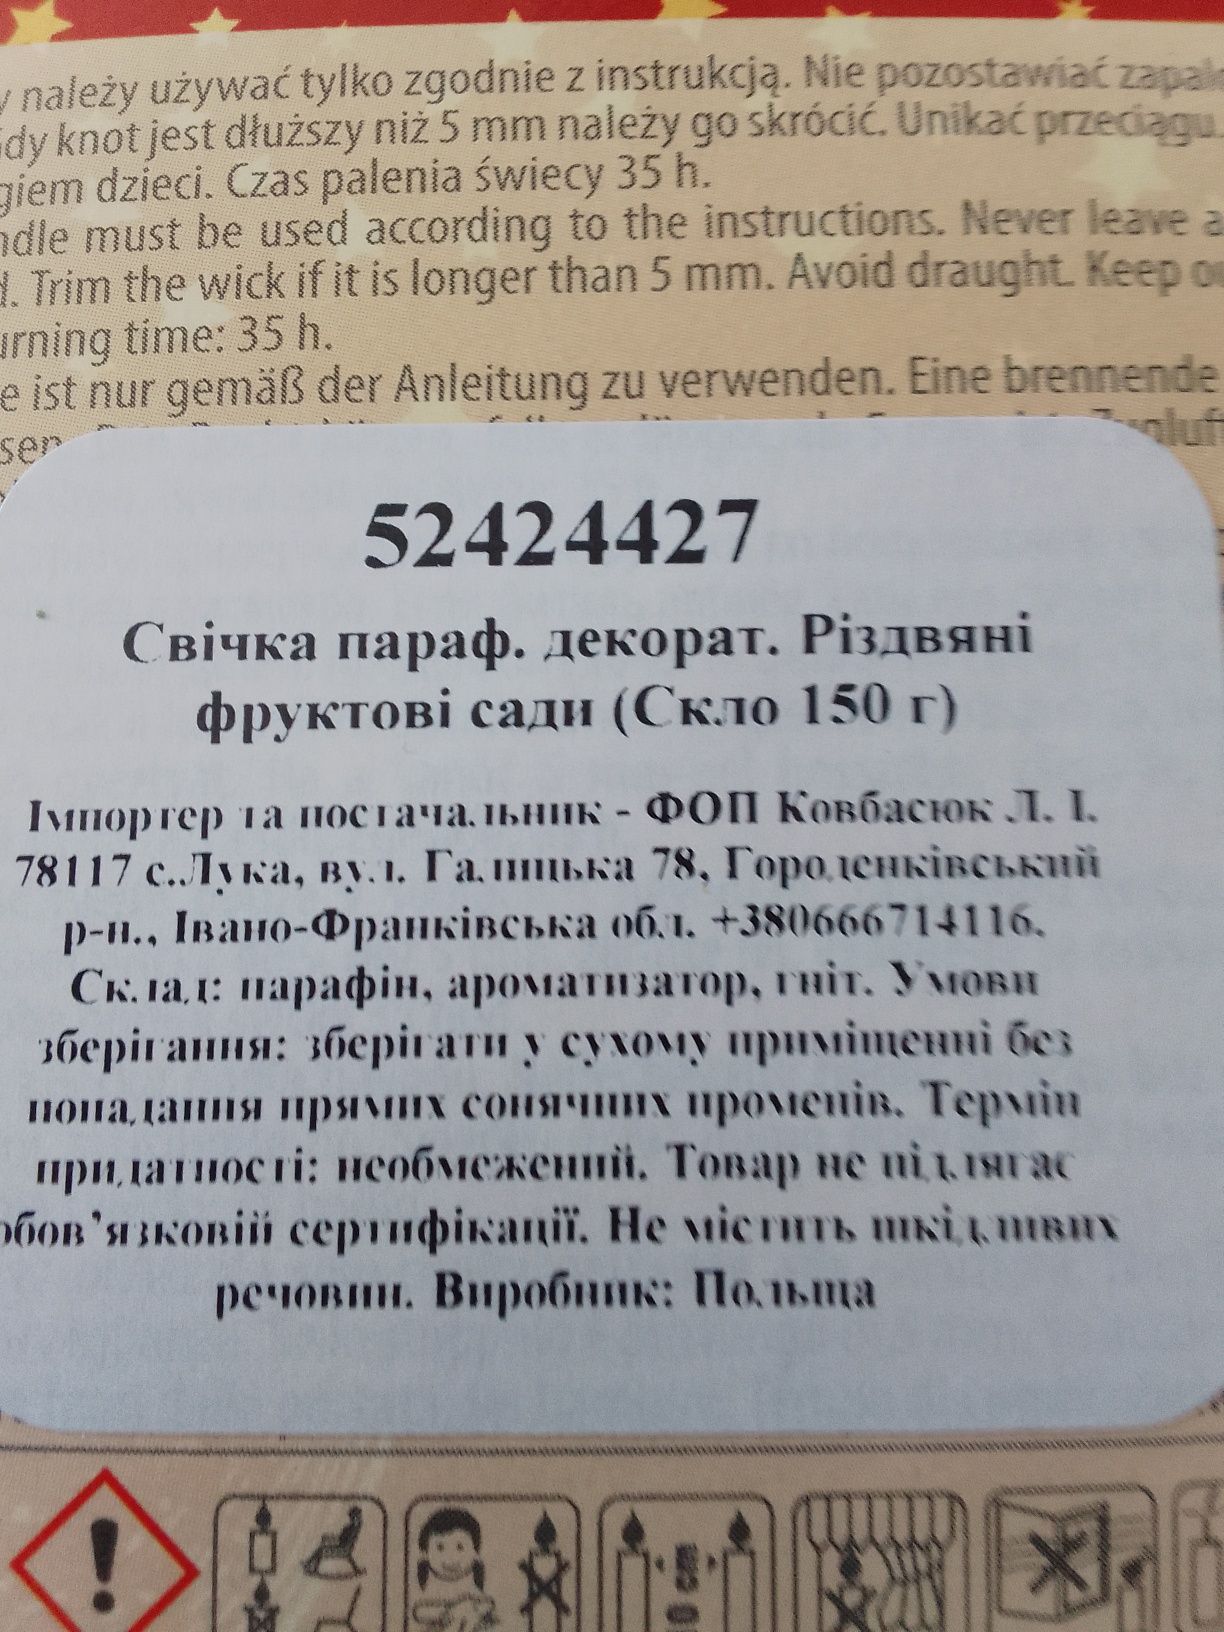 należy używać tylko zgodnie z instrukcją. Nie pozostawiać
knot jest dłuższy niż 5 mm należy go skrócić. Unikać przeciągu.
dzieci. Czas palenia świecy 35 h.
must be used according to the instructions. Never leave a
Trim the wick if it is longer than 5 mm. Avoid draught. Keep
time: 35 h.
ist nur gemäß der Anleitung zu verwenden. Eine brennende
52424427
Свічка параф. декорат. Різдвяні
фруктові сади (Скло 150 г)
Імпортер та постачальник - ФОП Ковбасюк Л. І.
78117 с.Лука, вул. Галицька 78, Городенківський
р-н., Івано-Франківська обл. +380666714116.
Склад: парафін, ароматизатор, гніт. Умови
зберігання: зберігати у сухому приміщенні без
попадання прямих сонячних променів. Термін
придатності: необмежений. Товар не підлягає
обов’язковій сертифікації. Не містить шкідливих
речовин. Виробник: Польща